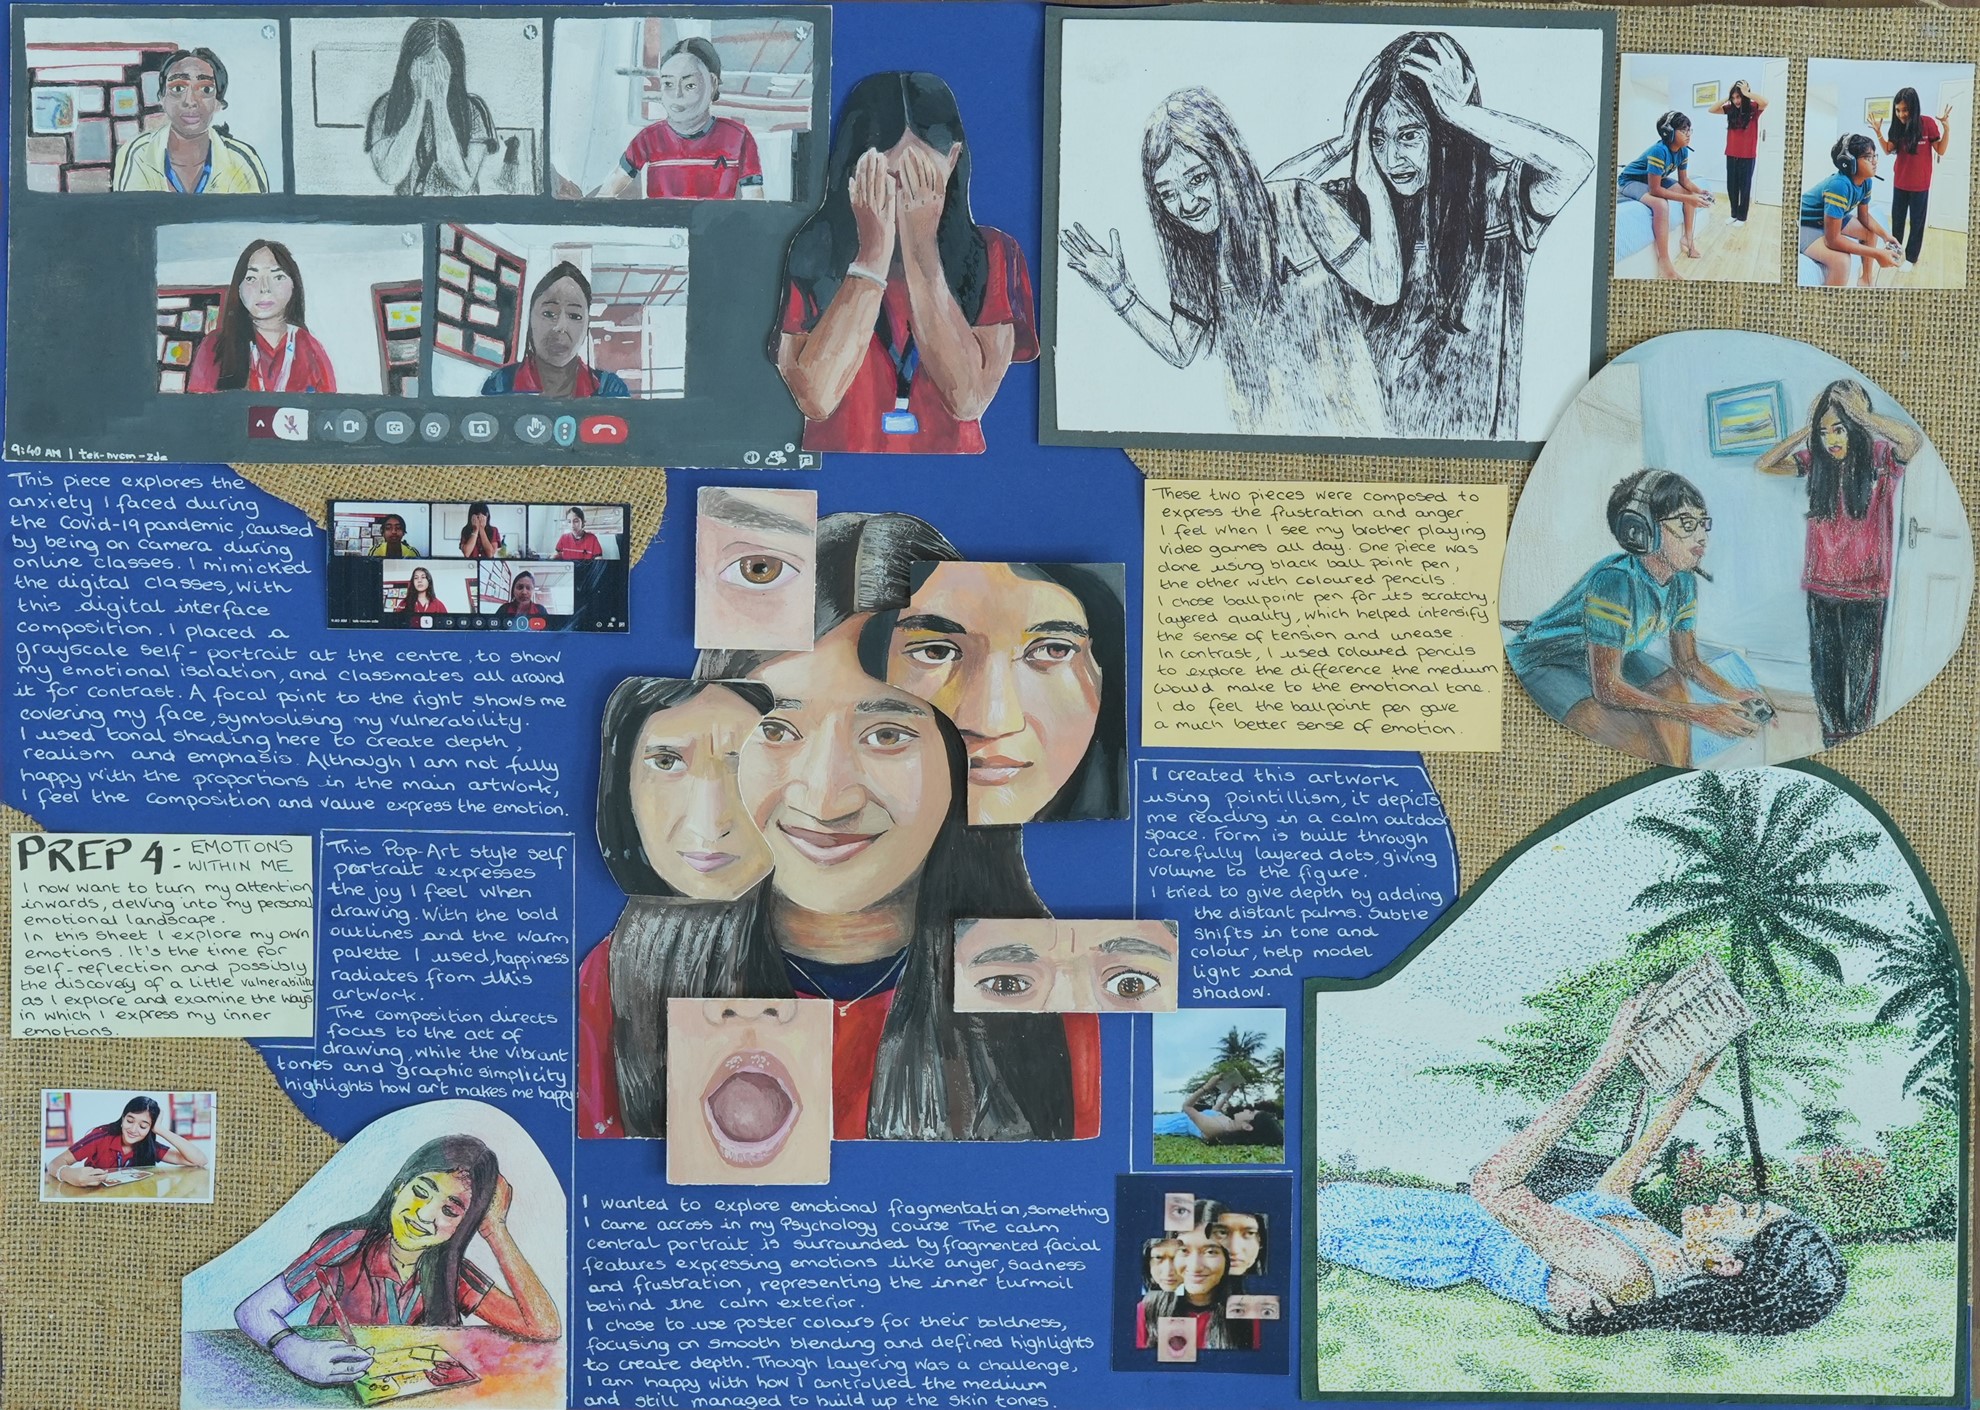 9:40 AM | tek-nvcm-zda
This piece explores the
anxiety I faced during
the Covid-19 pandemic, caused
by being on camera during
online classes. I mimicked
the digital classes, with
this digital interface
composition. I placed a
grayscale self-portrait at the centre, to show
my emotional isolation, and classmates all around
it for contrast. A focal point to the right shows me
covering my face, symbolising my vulnerability.
I used tonal shading here to create depth,
realism and emphasis. Although I am not fully
happy with the proportions in the main artwork,
I feel the composition and value express the emotion.
PREP 4 - EMOTIONS
- WITHIN ME
I now want to turn my attention
inwards, delving into my personal
emotional landscape.
In this sheet I explore my own
emotions. It's the time for
self-reflection and possibly
the discovery of a little vulnerability
as I explore and examine the ways
in which I express my inner
emotions.
This Pop-Art style self
portrait expresses
the joy I feel when
drawing. With the bold
outlines and the warm
palette I used, happiness
radiates from this
artwork.
The composition directs
focus to the act of
drawing, while the vibrant
tones and graphic simplicity
highlights how art makes me happy
I wanted to explore emotional fragmentation, something
I came across in my Psychology course The calm
central portrait is surrounded by fragmented facial
features expressing emotions like anger, sadness
and frustration, representing the inner turmoil
behind the calm exterior.
I chose to use poster colours for their boldness,
focusing on smooth blending and defined highlights
to create depth. Though layering was a challenge,
I am happy with how I controlled the medium
and still managed to build up the skin tones.
These two pieces were composed to
express the frustration and anger
I feel when I see my brother playing
video games all day. One piece was
done using black ball point pen,
the other with coloured pencils.
I chose ballpoint pen for its scratchy,
layered quality, which helped intensify
the sense of tension and unease.
In contrast, I used coloured pencils
to explore the difference the medium
would make to the emotional tone.
I do feel the ballpoint pen gave
a much better sense of emotion.
I created this artwork
using pointillism, it depicts
me reading in a calm outdoor
space. Form is built through
carefully layered dots, giving
volume to the figure.
I tried to give depth by adding
the distant palms. Subtle
shifts in tone and
colour, help model
light and
shadow.